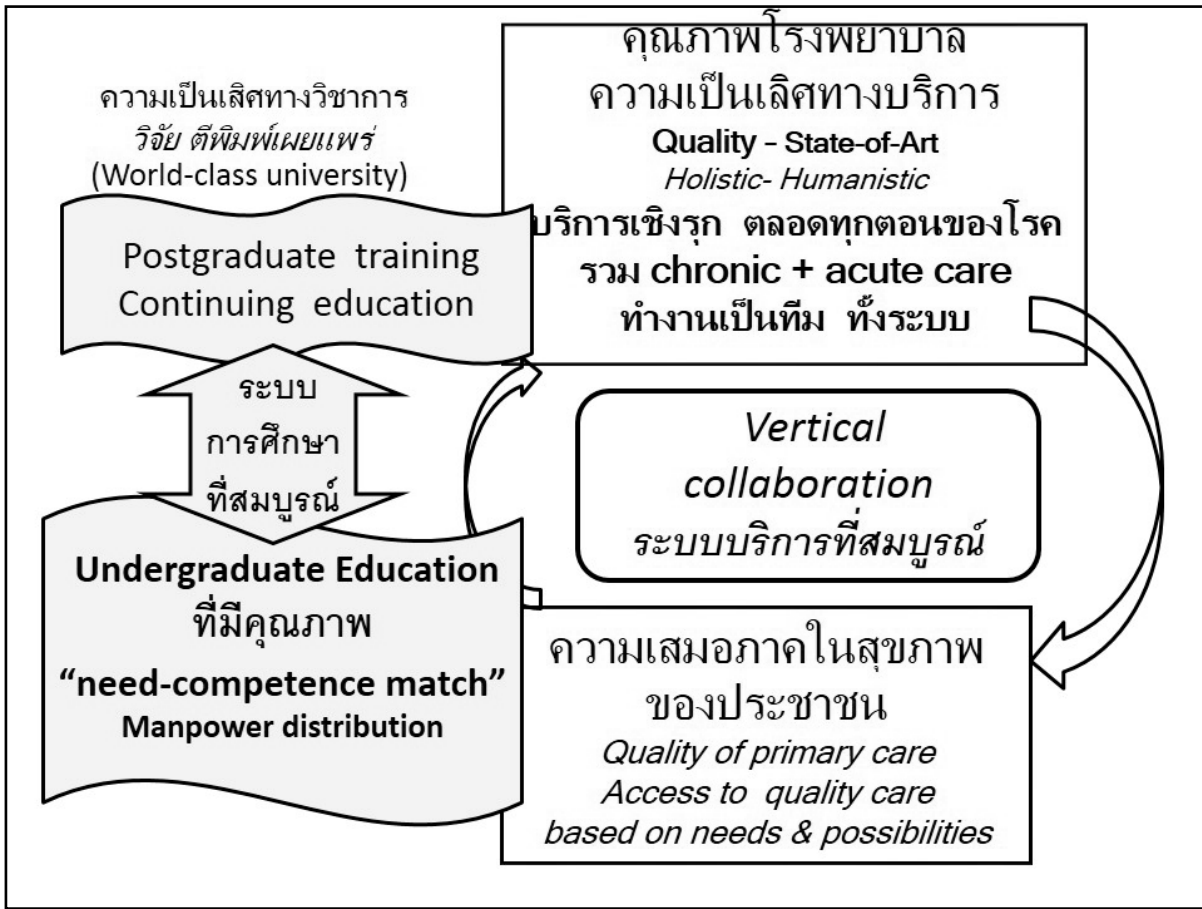 ความเป็นเลิศทางวิชาการ
วิจัย ตีพิมพ์เผยแพร่
(World-class university)
Postgraduate training
Continuing education
ระบบ
การศึกษา
ที่สมบูรณ์
Undergraduate Education
ที่มีคุณภาพ
“need-competence match”
Manpower distribution
คุณภาพโรงพยาบาล
ความเป็นเลิศทางบริการ
Quality – State-of-Art
Holistic- Humanistic
บริการเชิงรุก ตลอดทุกตอนของโรค
รวม chronic + acute care
ทำงานเป็นทีม ทั้งระบบ
Vertical
collaboration
ระบบบริการที่สมบูรณ์
ความเสมอภาคในสุขภาพ
ของประชาชน
Quality of primary care
Access to quality care
based on needs & possibilities